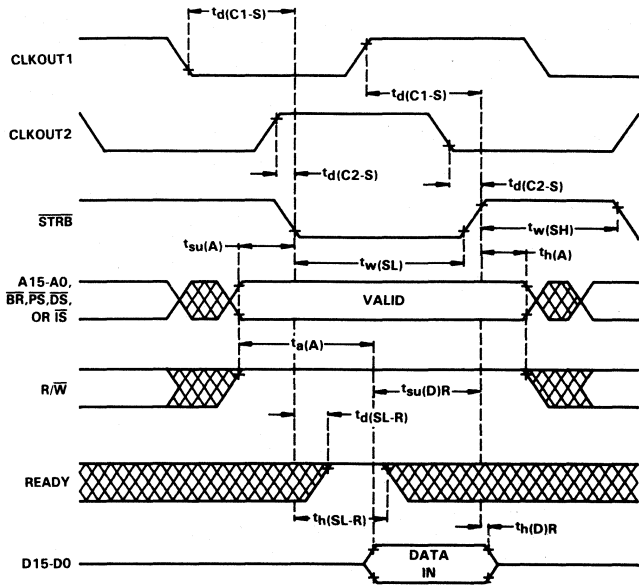 td(C1-S)
CLKOUT1
td(C1-S)
CLKOUT2
td(C2-S)
td(C2-S)
STRB
tw(SH)
tsu(A)
tw(SL)
th(A)
A15-A0,
BR,PS,DS,
OR IS
VALID
ta(A)
R/W
tsu(D)R
td(SL-R)
READY
th(SL-R)
th(D)R
D15-D0
DATA
IN